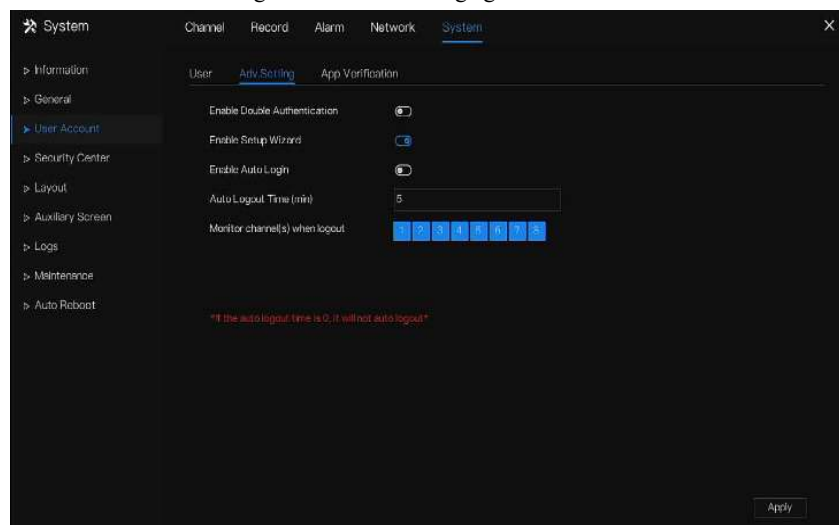 System
Channel Record Alarm Network System X
Information
General
User Account
Security Center
Layout
Auxiliary Screen
Logs
Maintenance
Auto Reboot
User Adv.Setting App Verification
Enable Double Authentication
Enable Setup Wizard
Enable Auto Login
Auto Logout Time (min) 5
Monitor channel(s) when logout 1 2 3 4 5 6 7 8
*If the auto logout time is 0, it will not auto logout*
Apply